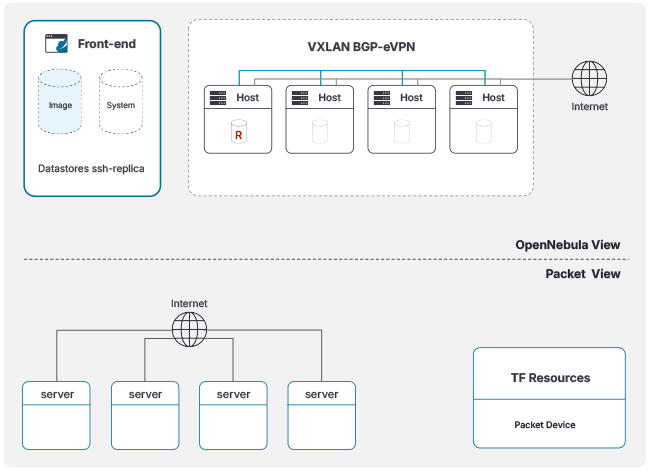 Front-end
Image
System
Datastores ssh-replica
VXLAN BGP-eVPN
Host
Host
Host
Host
R
Internet
OpenNebula View
Packet View
Internet
server
server
server
server
TF Resources
Packet Device